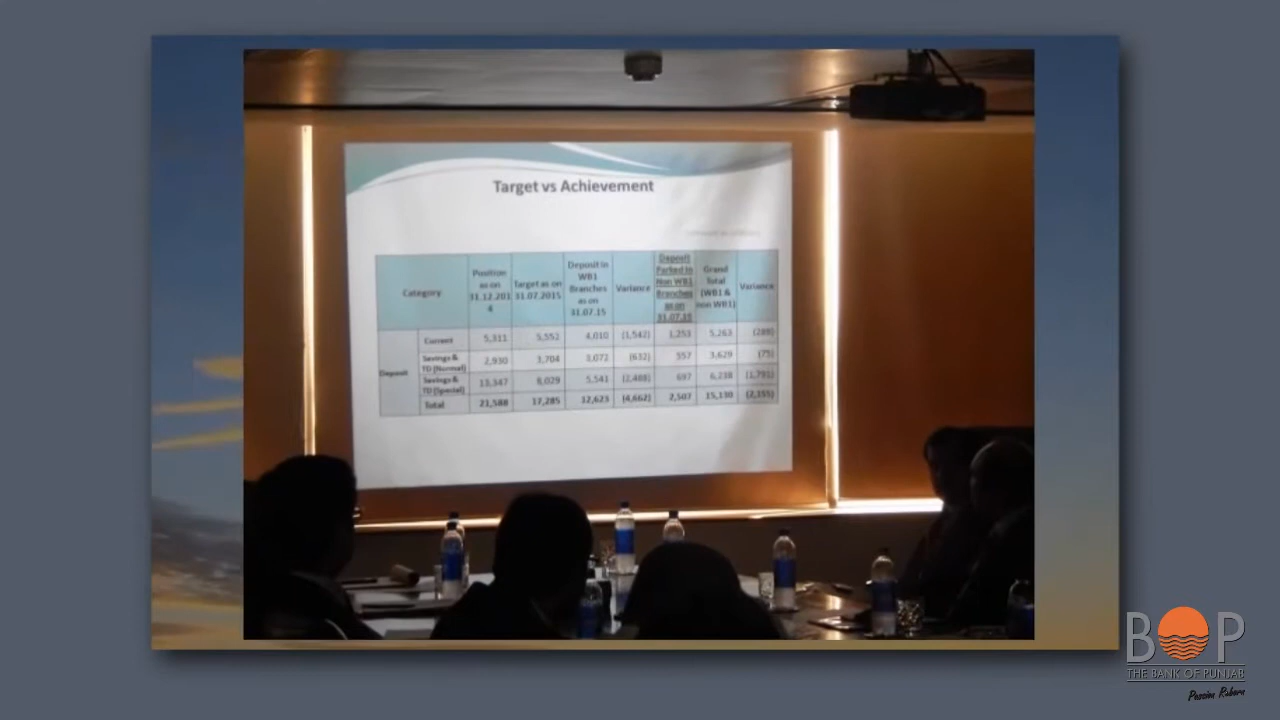 Target vs Achievement
Category
Position as on 31.12.2014
Target as on 31.07.2015
Deposit in WB1 Branches as on 31.07.15
Variance
Deposit Parked in Non WB1 Branches as on 31.07.15
Grand Total (WB1 & non WB1)
Variance
Deposit
Current 5,311 5,552 4,010 (1,542) 1,253 5,263 (288)
Savings & TD (Normal) 2,930 3,704 3,072 (632) 557 3,629 (75)
Savings & TD (Special) 13,347 8,029 5,541 (2,488) 697 6,238 (1,791)
Total 21,588 17,285 12,623 (4,662) 2,507 15,130 (2,155)
BOP
THE BANK OF PUNJAB
Passion Reborn